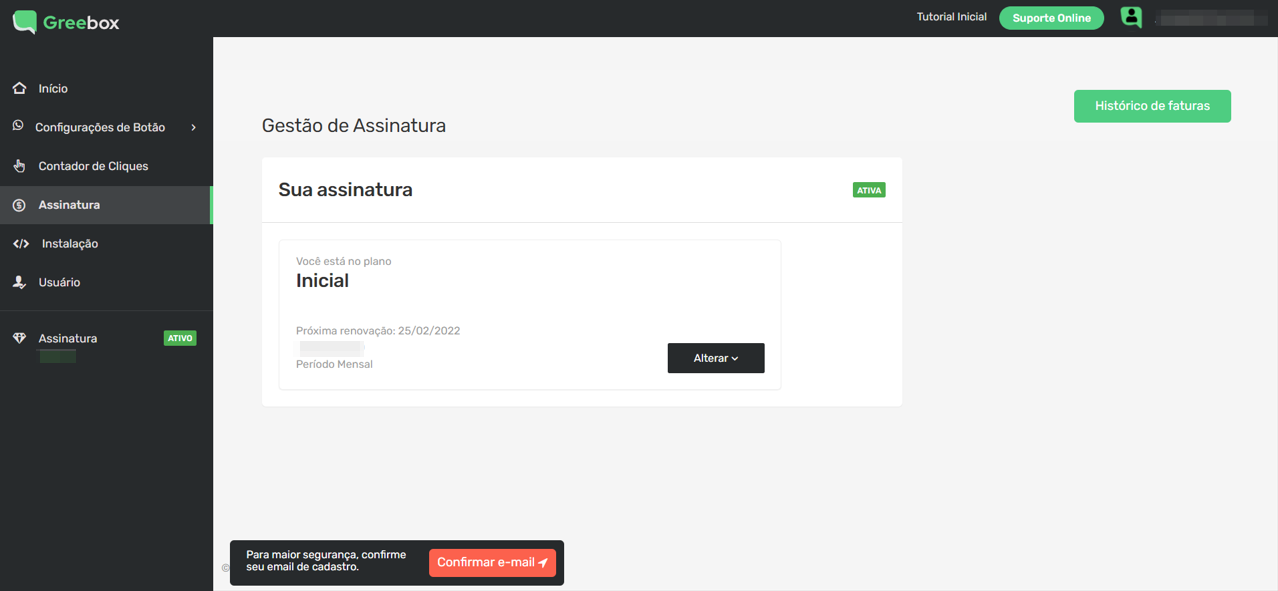 Greebox
Tutorial Inicial
Suporte Online
Início
Configurações de Botão
Contador de Cliques
Assinatura
Instalação
Usuário
Assinatura
ATIVO
Histórico de faturas
Gestão de Assinatura
Sua assinatura
ATIVA
Você está no plano
Inicial
Próxima renovação: 25/02/2022
Período Mensal
Alterar
©
Para maior segurança, confirme
seu email de cadastro.
Confirmar e-mail